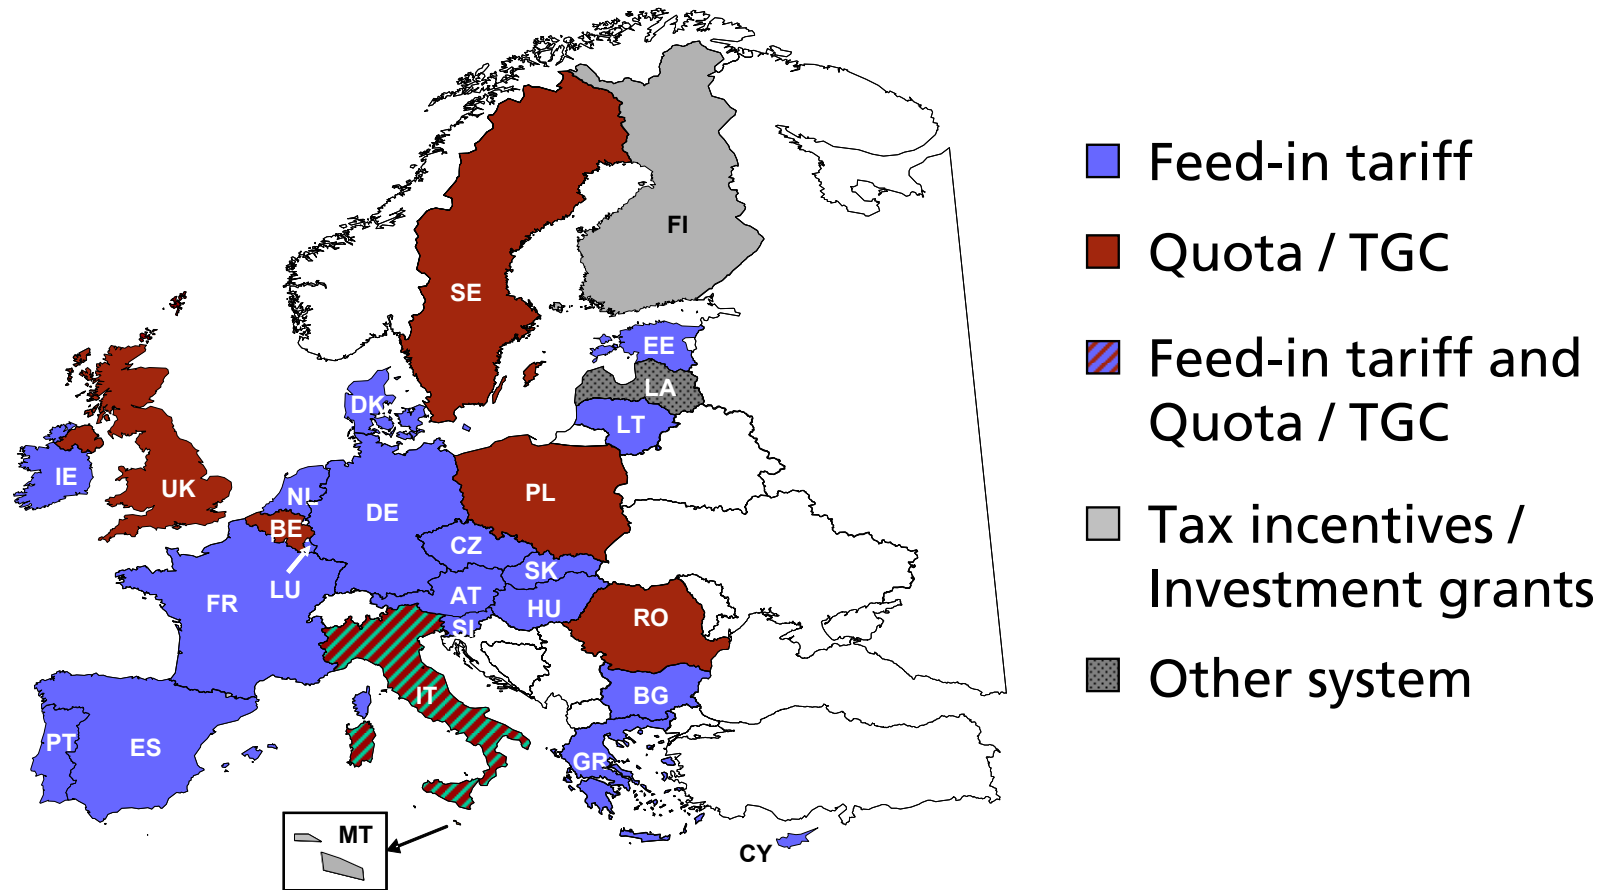 FI
SE
EE
LA
DK
LT
IE
UK
NL
PL
DE
BE
CZ
SK
LU
FR
AT
HU
SI
RO
IT
BG
PT
ES
GR
MT
CY
Feed-in tariff
Quota / TGC
Feed-in tariff and
Quota / TGC
Tax incentives /
Investment grants
Other system